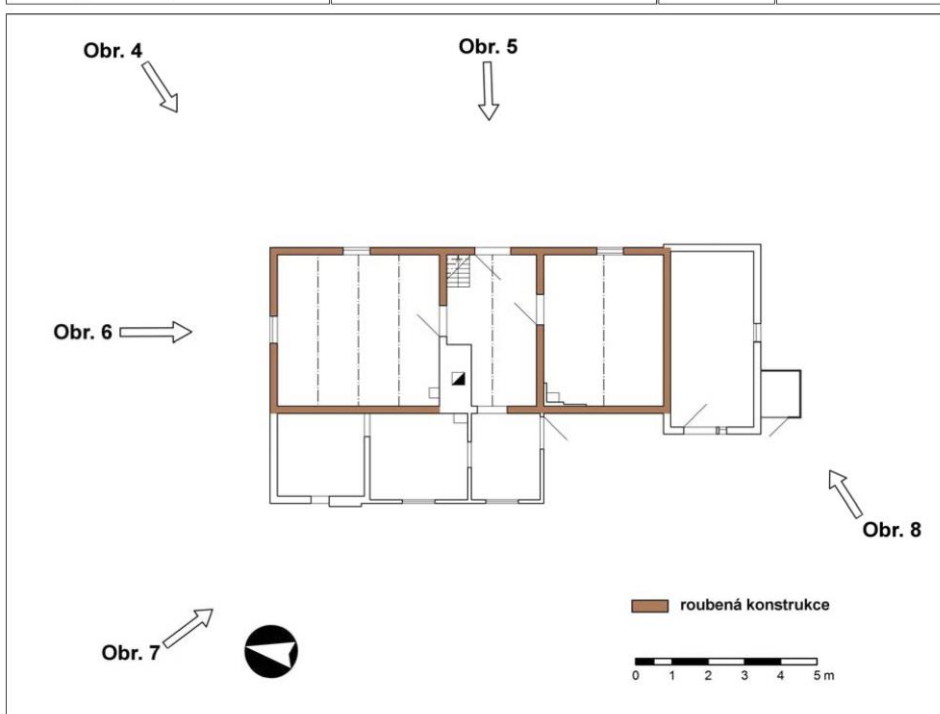 Obr. 4
Obr. 5
Obr. 6
Obr. 8
roubená konstrukce
Obr. 7
0 1 2 3 4 5 m